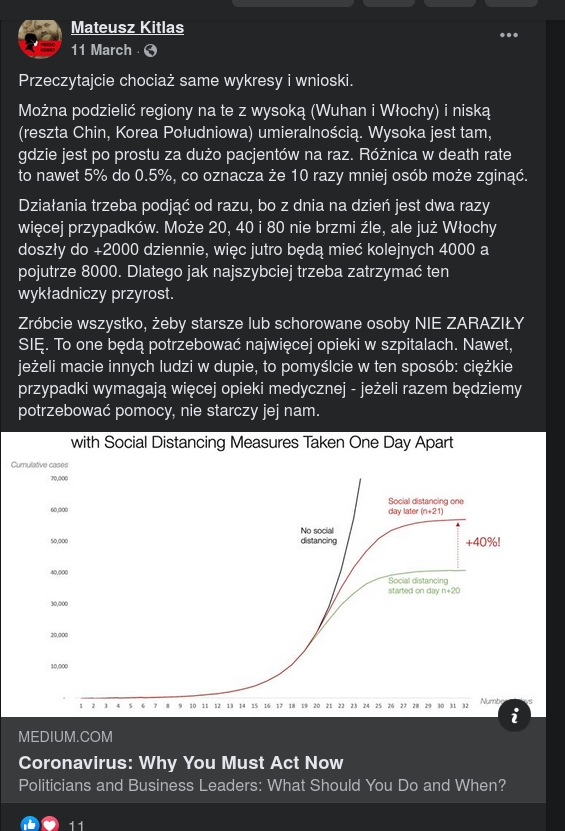 Mateusz Kitlas
11 March ·
Przeczytajcie chociaż same wykresy i wnioski.
Można podzielić regiony na te z wysoką (Wuhan i Włochy) i niską
(reszta Chin, Korea Południowa) umieralnością. Wysoka jest tam,
gdzie jest po prostu za dużo pacjentów na raz. Różnica w death rate
to nawet 5% do 0.5%, co oznacza że 10 razy mniej osób może zginąć.
Działania trzeba podjąć od razu, bo z dnia na dzień jest dwa razy
więcej przypadków. Może 20, 40 i 80 nie brzmi źle, ale już Włochy
doszły do +2000 dziennie, więc jutro będą mieć kolejnych 4000 a
pojutrze 8000. Dlatego jak najszybciej trzeba zatrzymać ten
wykładniczy przyrost.
Zróbcie wszystko, żeby starsze lub schorowane osoby NIE ZARAZIŁY
SIĘ. To one będą potrzebować najwięcej opieki w szpitalach. Nawet,
jeżeli macie innych ludzi w dupie, to pomyślcie w ten sposób: ciężkie
przypadki wymagają więcej opieki medycznej - jeżeli razem będziemy
potrzebować pomocy, nie starczy jej nam.
with Social Distancing Measures Taken One Day Apart
Cumulative cases
70,000
60,000
50,000
40,000
30,000
20,000
10,000
-
No social
distancing
Social distancing one
day later (n+21)
+40%!
Social distancing
started on day n+20
1 2 3 4 5 6 7 8 9 10 11 12 13 14 15 16 17 18 19 20 21 22 23 24 25 26 27 28 29 30 31 32
MEDIUM.COM
Coronavirus: Why You Must Act Now
Politicians and Business Leaders: What Should You Do and When?
11